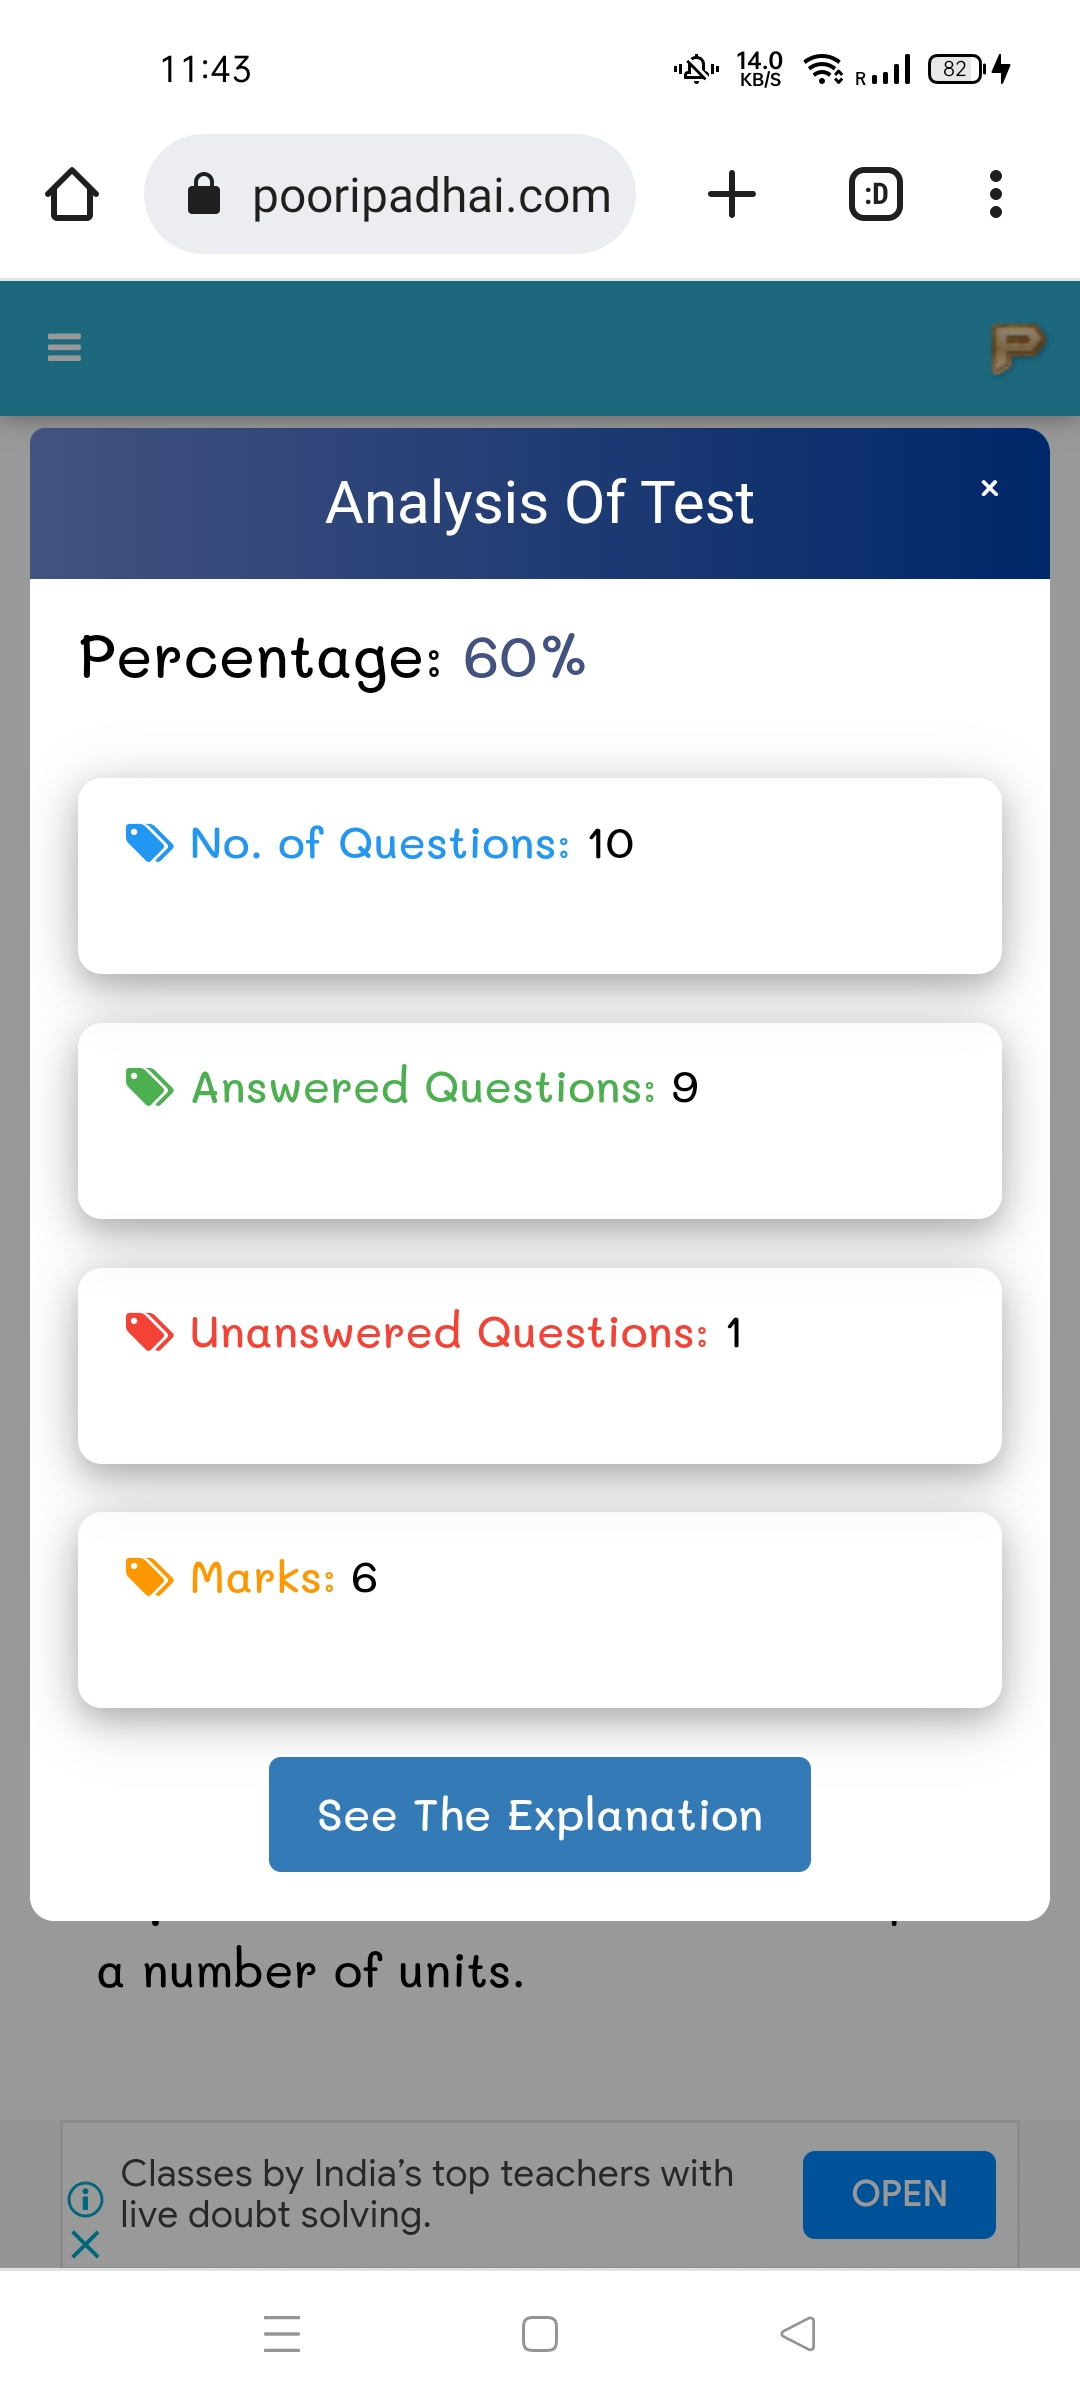 11:43
14.0
KB/S
R
82
pooripadhai.com
:D
P
Analysis Of Test
×
Percentage: 60%
No. of Questions: 10
Answered Questions: 9
Unanswered Questions: 1
Marks: 6
See The Explanation
a number of units.
Classes by India's top teachers with
live doubt solving.
OPEN